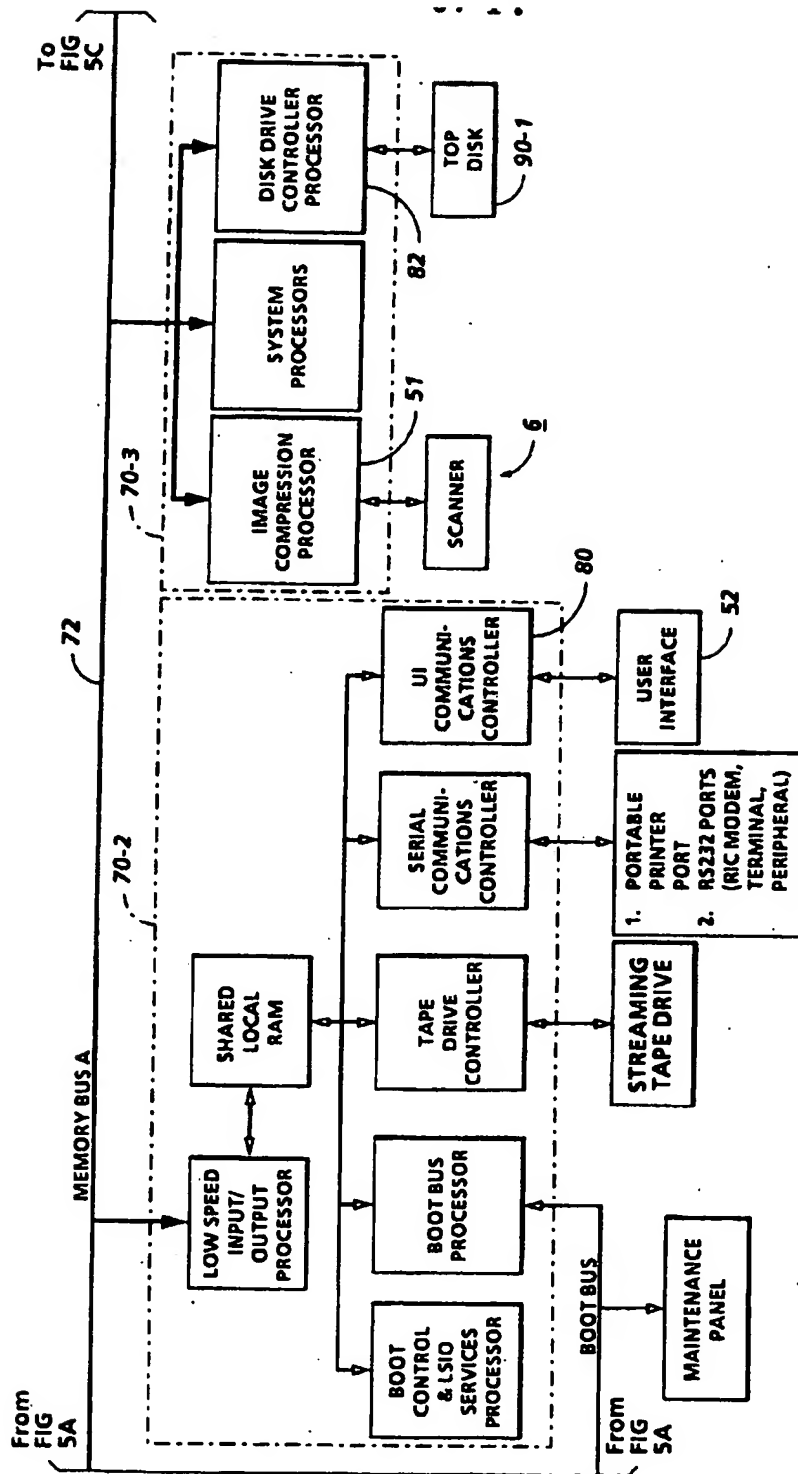 From
FIG
5A
MEMORY BUS A
72
To
FIG
5C
70-2
LOW SPEED
INPUT/
OUTPUT
PROCESSOR
SHARED
LOCAL
RAM
BOOT
CONTROL
& LSIO
SERVICES
PROCESSOR
BOOT BUS
PROCESSOR
TAPE
DRIVE
CONTROLLER
SERIAL
COMMUNI-
CATIONS
CONTROLLER
UI
COMMUNI-
CATIONS
CONTROLLER
80
BOOT BUS
From
FIG
5A
MAINTENANCE
PANEL
STREAMING
TAPE DRIVE
1. PORTABLE
PRINTER
PORT
2. RS232 PORTS
(RIC MODEM,
TERMINAL,
PERIPHERAL)
USER
INTERFACE
52
70-3
IMAGE
COMPRESSION
PROCESSOR
51
SYSTEM
PROCESSORS
DISK DRIVE
CONTROLLER
PROCESSOR
82
SCANNER
6
TOP
DISK
90-1